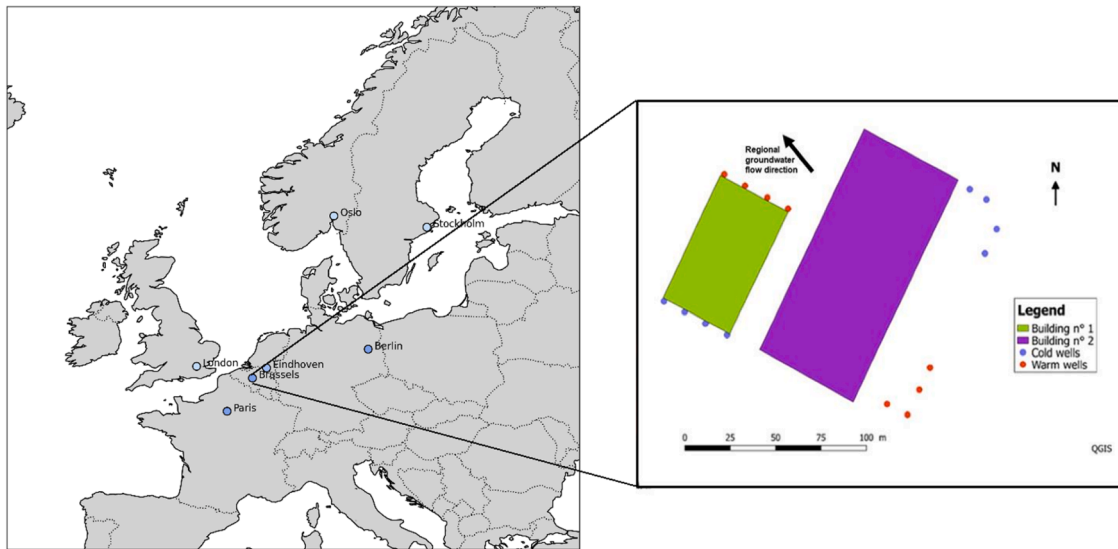 Oslo
Stockholm
London
Eindhoven
Brussels
Berlin
Paris
Regional
groundwater
flow direction
N
Legend
Building n° 1
Building n° 2
Cold wells
Warm wells
0 25 50 75 100 m
QGIS